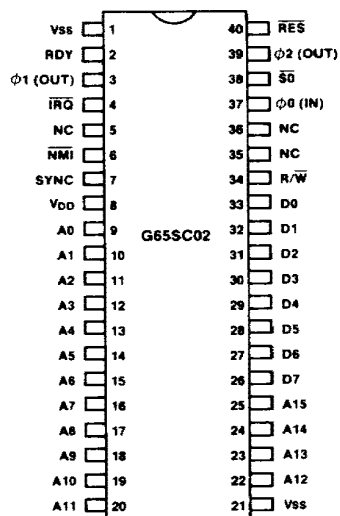 Vss 1 40 R̅E̅S̅
RDY 2 39 ϕ2 (OUT)
ϕ1 (OUT) 3 38 S̅0̅
I̅R̅Q̅ 4 37 ϕ0 (IN)
NC 5 36 NC
N̅M̅I̅ 6 35 NC
SYNC 7 34 R/W̅
VDD 8 33 D0
A0 9 32 D1
G65SC02
A1 10 31 D2
A2 11 30 D3
A3 12 29 D4
A4 13 28 D5
A5 14 27 D6
A6 15 26 D7
A7 16 25 A15
A8 17 24 A14
A9 18 23 A13
A10 19 22 A12
A11 20 21 Vss